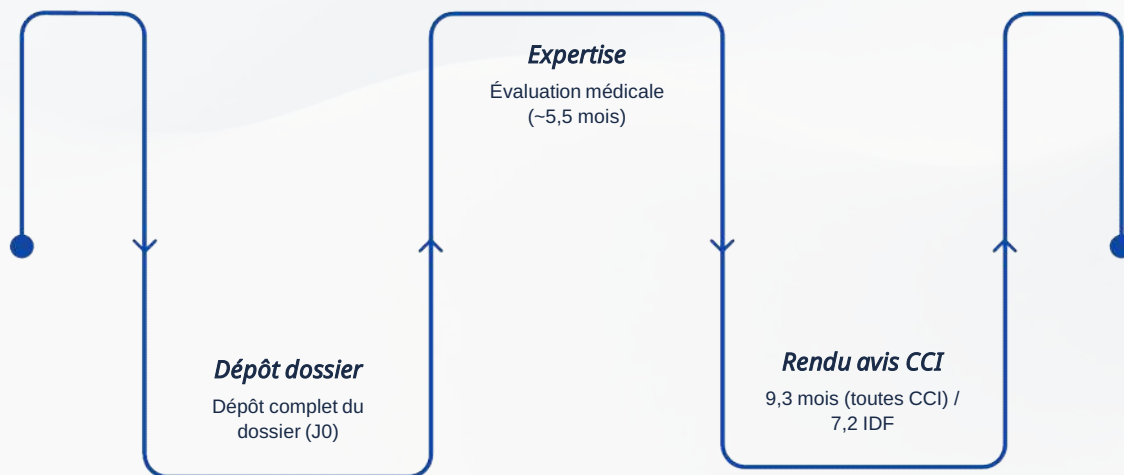 Expertise
Évaluation médicale
(~5,5 mois)
Dépôt dossier
Dépôt complet du
dossier (J0)
Rendu avis CCI
9,3 mois (toutes CCI) /
7,2 IDF